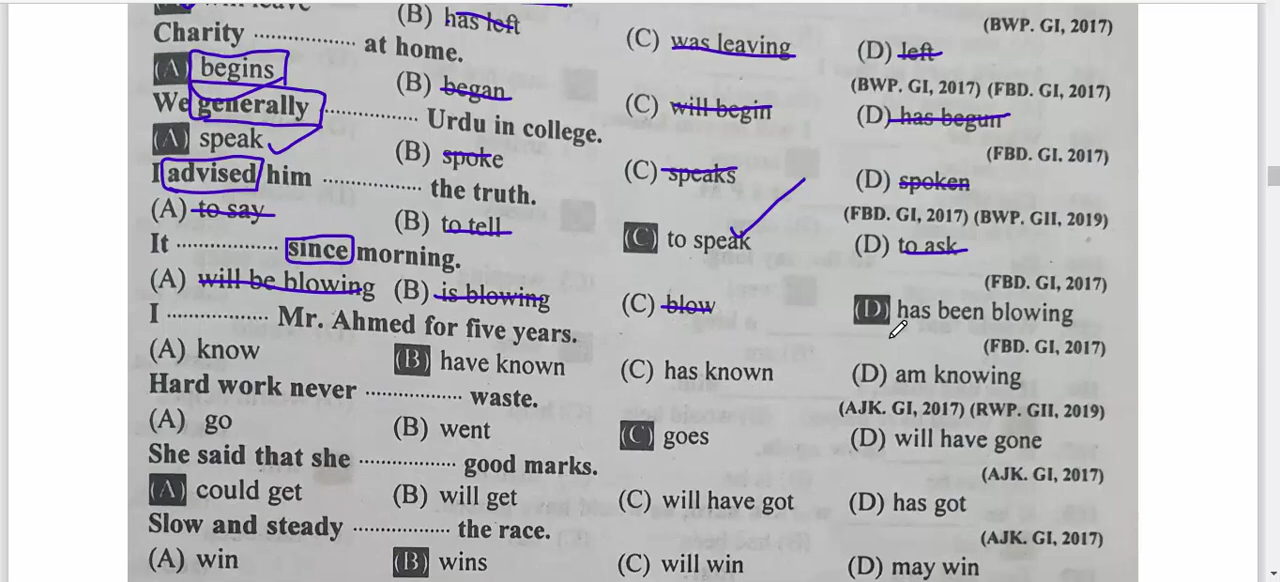 (B) has left
(BWP. GI, 2017)
Charity .................. at home.
(C) was leaving
(D) left
(A) begins
(B) began
(BWP. GI, 2017) (FBD. GI, 2017)
We generally ................ Urdu in college.
(C) will begin
(D) has begun
(A) speak
(B) spoke
(FBD. GI. 2017)
I advised him .................. the truth.
(C) speaks
(D) spoken
(A) to say
(B) to tell
(FBD. GI, 2017) (BWP. GII, 2019)
It .................. since morning.
(C) to speak
(D) to ask
(A) will be blowing
(B) is blowing
(FBD. GI, 2017)
I .................. Mr. Ahmed for five years.
(C) blow
(D) has been blowing
(A) know
(B) have known
(FBD. GI, 2017)
Hard work never ................. waste.
(C) has known
(D) am knowing
(A) go
(B) went
(AJK. GI, 2017) (RWP. GII, 2019)
She said that she ................. good marks.
(C) goes
(D) will have gone
(A) could get
(B) will get
(AJK. GI, 2017)
Slow and steady ................. the race.
(C) will have got
(D) has got
(A) win
(B) wins
(AJK. GI, 2017)
(C) will win
(D) may win